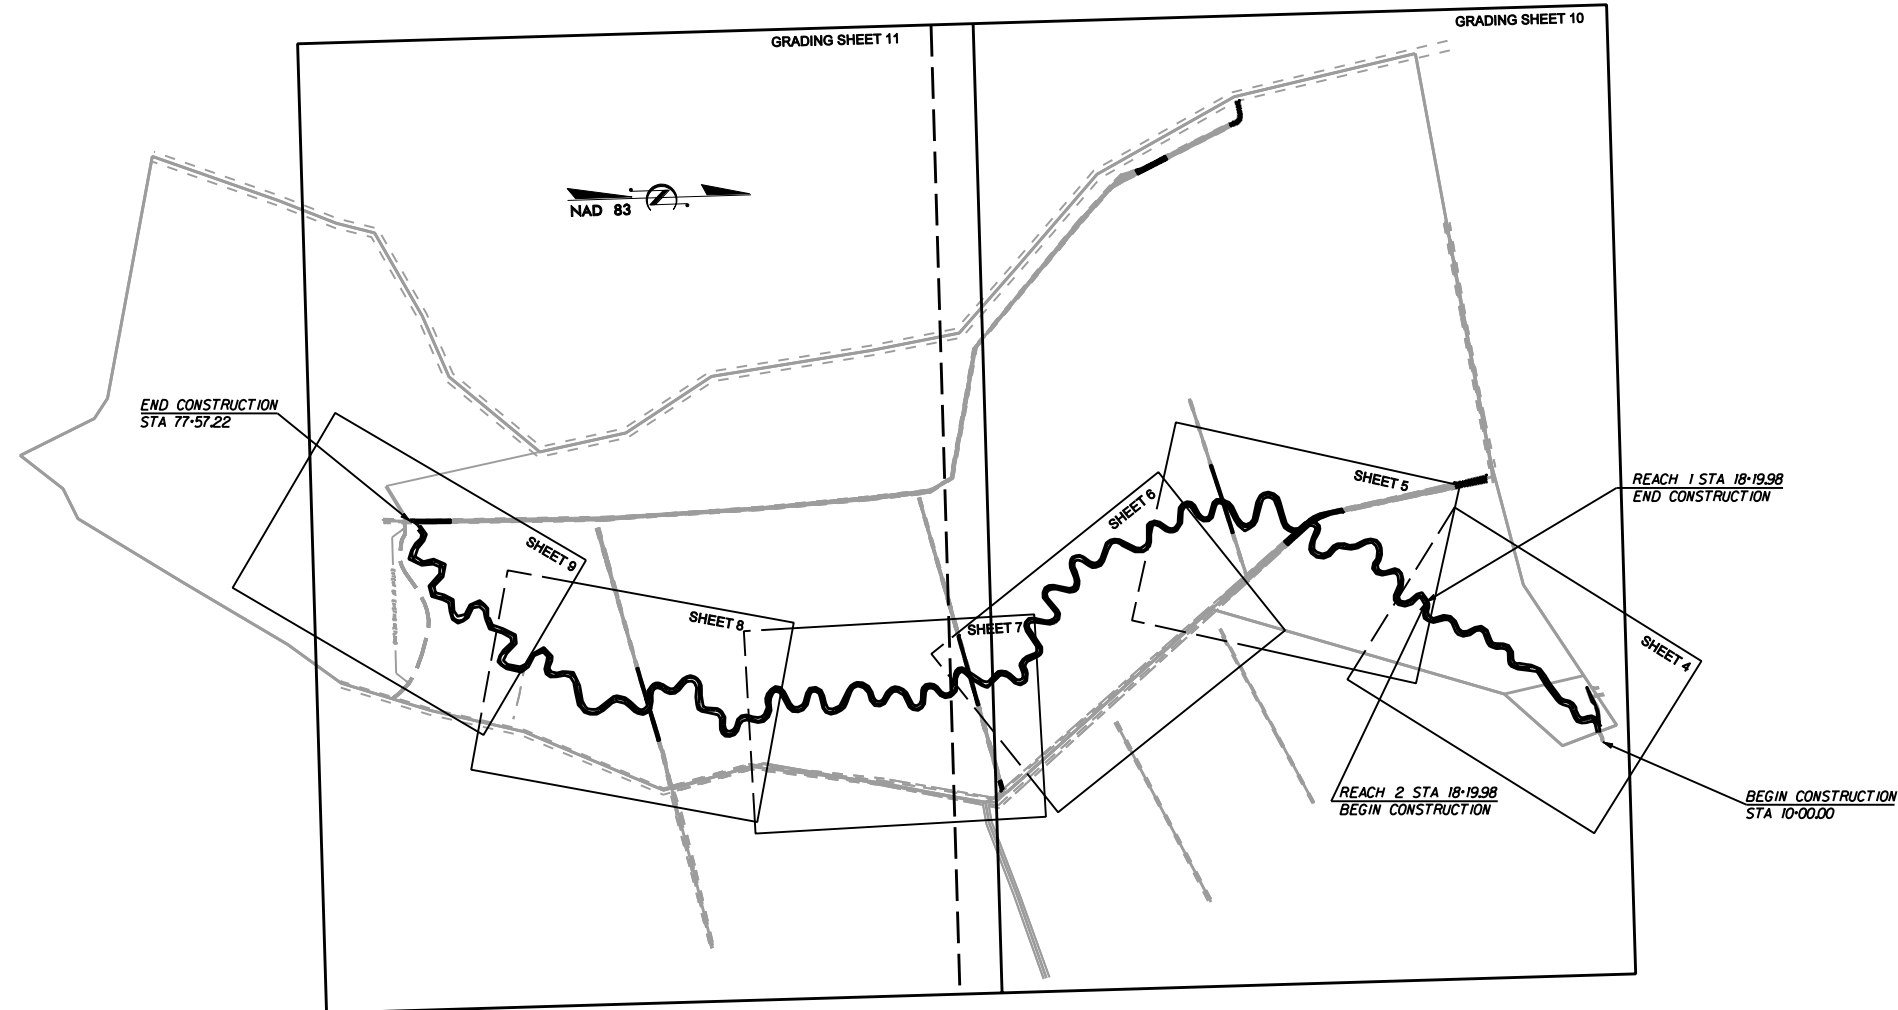 GRADING SHEET 11
GRADING SHEET 10
NAD 83
END CONSTRUCTION
STA 77+57.22
SHEET 9
SHEET 8
SHEET 7
SHEET 6
SHEET 5
REACH 1 STA 18+19.98
END CONSTRUCTION
SHEET 4
REACH 2 STA 18+19.98
BEGIN CONSTRUCTION
BEGIN CONSTRUCTION
STA 10+00.00